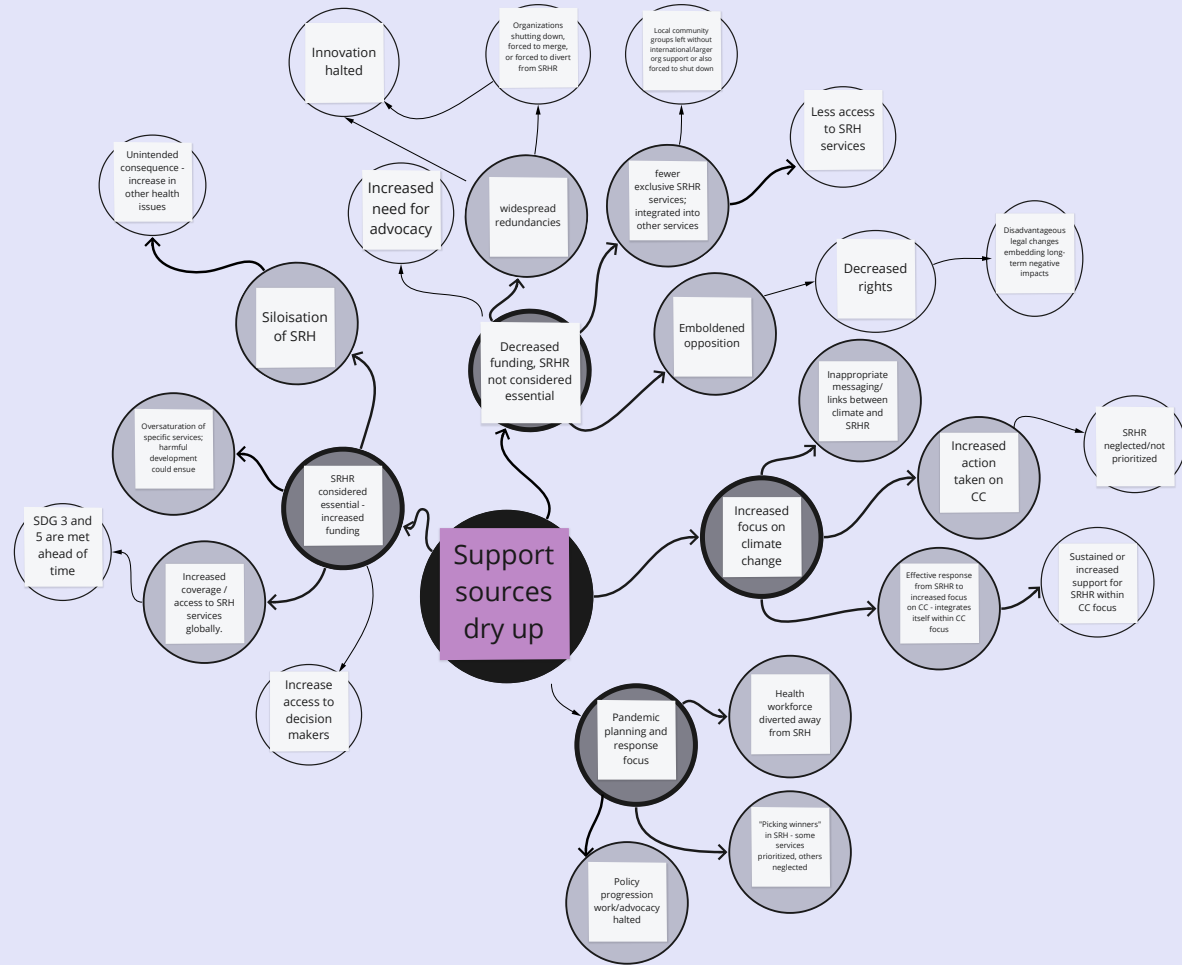 Innovation
halted
Organizations
shutting down,
forced to merge,
or forced to divert
from SRHR
Local community
groups left without
international/larger
org support or also
forced to shut down
Less access
to SRH
services
Unintended
consequence -
increase in
other health
issues
Increased
need for
advocacy
widespread
redundancies
fewer
exclusive SRHR
services;
integrated into
other services
Disadvantageous
legal changes
embedding long-
term negative
impacts
Decreased
rights
Siloisation
of SRH
Emboldened
opposition
Decreased
funding, SRHR
not considered
essential
Inappropriate
messaging/
links between
climate and
SRHR
Oversaturation of
specific services;
harmful
development
could ensue
SRHR
neglected/not
prioritized
Increased
action
taken on
CC
SRHR
considered
essential -
increased
funding
Increased
focus on
climate
change
SDG 3 and
5 are met
ahead of
time
Support
sources
dry up
Increased
coverage /
access to SRH
services
globally.
Effective response
from SRHR to
increased focus
on CC - integrates
itself within CC
focus
Sustained or
increased
support for
SRHR within
CC focus
Increase
access to
decision
makers
Pandemic
planning and
response
focus
Health
workforce
diverted away
from SRH
"Picking winners"
in SRH - some
services
prioritized, others
neglected
Policy
progression
work/advocacy
halted